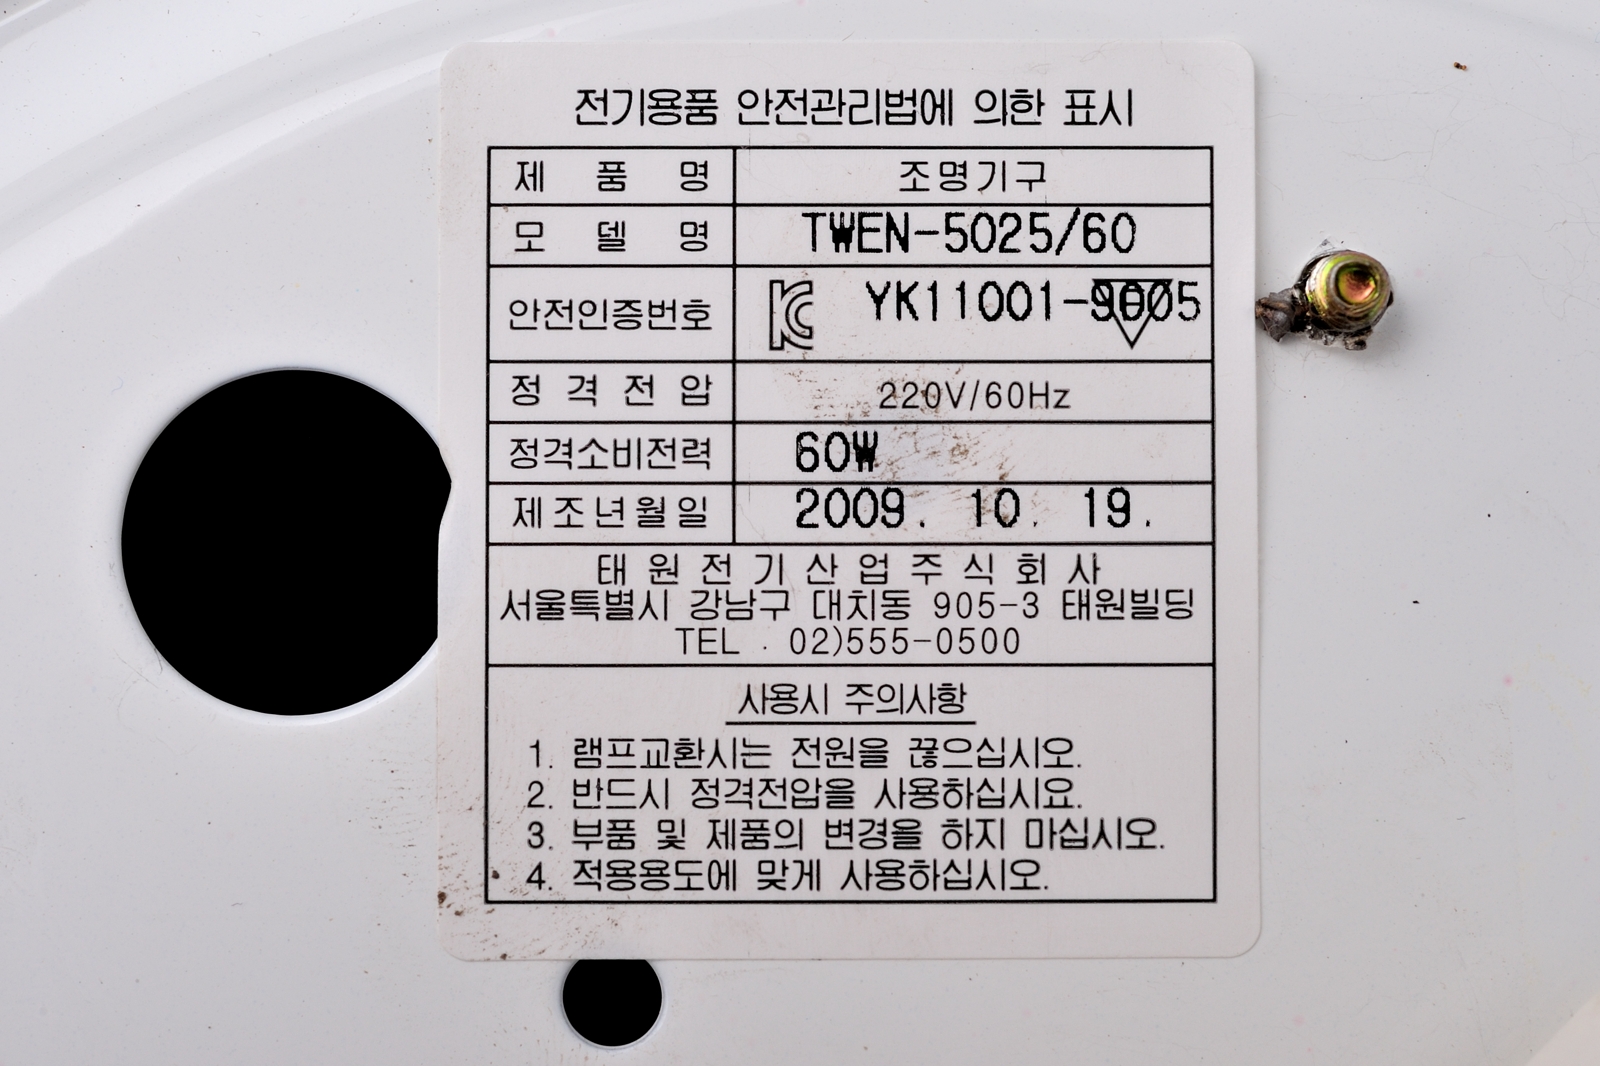 전기용품 안전관리법에 의한 표시
제 품 명 조명기구
모 델 명 TWEN-5025/60
안전인증번호 YK11001-9005
정 격 전 압 220V/60Hz
정격소비전력 60W
제조년월일 2009. 10. 19.
태 원 전 기 산 업 주 식 회 사
서울특별시 강남구 대치동 905-3 태원빌딩
TEL . 02)555-0500
사용시 주의사항
1. 램프교환시는 전원을 끊으십시오.
2. 반드시 정격전압을 사용하십시요.
3. 부품 및 제품의 변경을 하지 마십시오.
4. 적용용도에 맞게 사용하십시오.